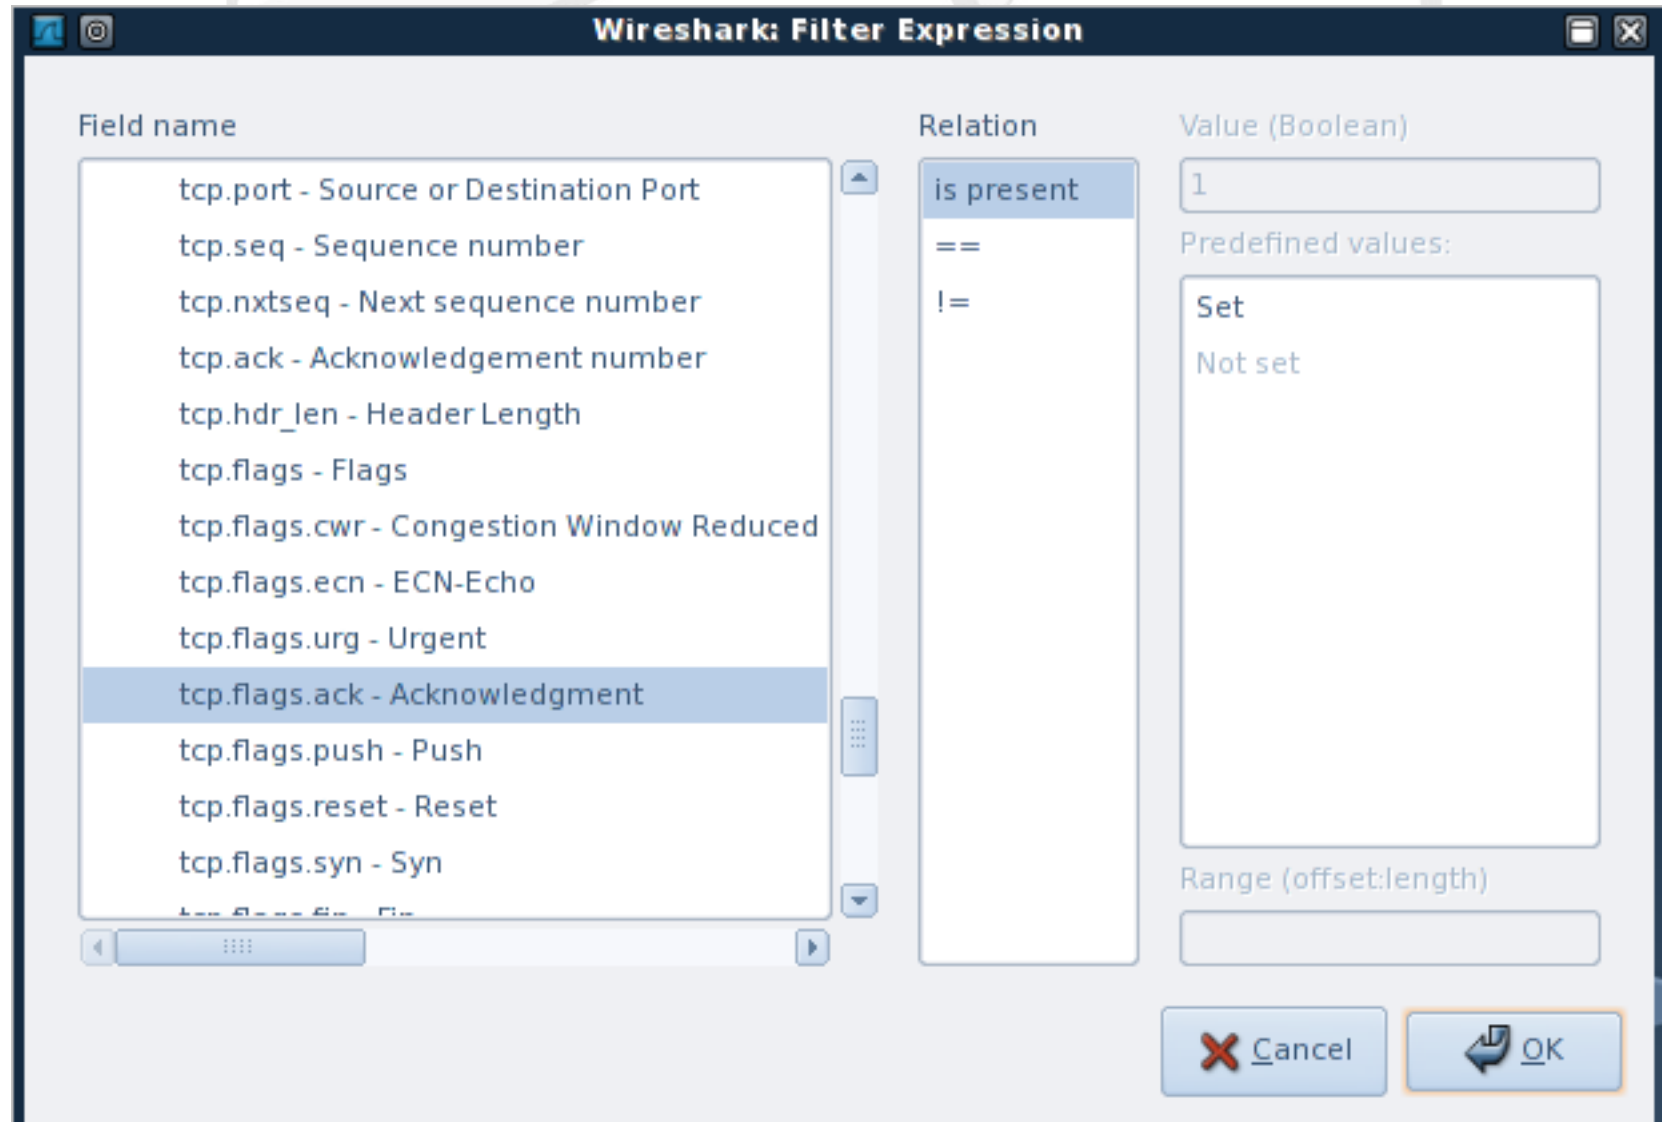 Wireshark: Filter Expression
Field name
tcp.port - Source or Destination Port
tcp.seq - Sequence number
tcp.nxtseq - Next sequence number
tcp.ack - Acknowledgement number
tcp.hdr_len - Header Length
tcp.flags - Flags
tcp.flags.cwr - Congestion Window Reduced
tcp.flags.ecn - ECN-Echo
tcp.flags.urg - Urgent
tcp.flags.ack - Acknowledgment
tcp.flags.push - Push
tcp.flags.reset - Reset
tcp.flags.syn - Syn
tcp.flags.fin - Fin
Relation
is present
==
!=
Value (Boolean)
1
Predefined values:
Set
Not set
Range (offset:length)
Cancel
OK